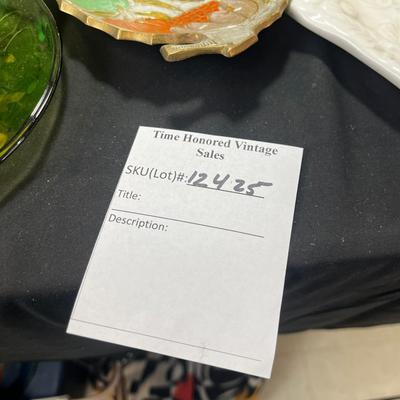 Time Honored Vintage
Sales
SKU(Lot)#: 12425
Title:
Description: